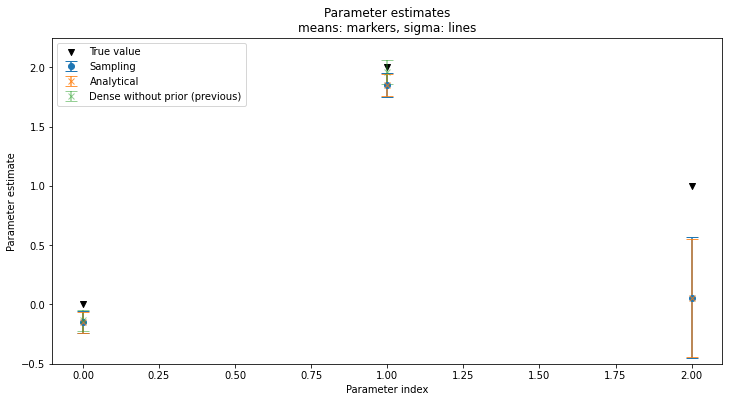 Parameter estimates
means: markers, sigma: lines
True value
Sampling
Analytical
Dense without prior (previous)
Parameter estimate
2.0
1.5
1.0
0.5
0.0
−0.5
0.00
0.25
0.50
0.75
1.00
1.25
1.50
1.75
2.00
Parameter index